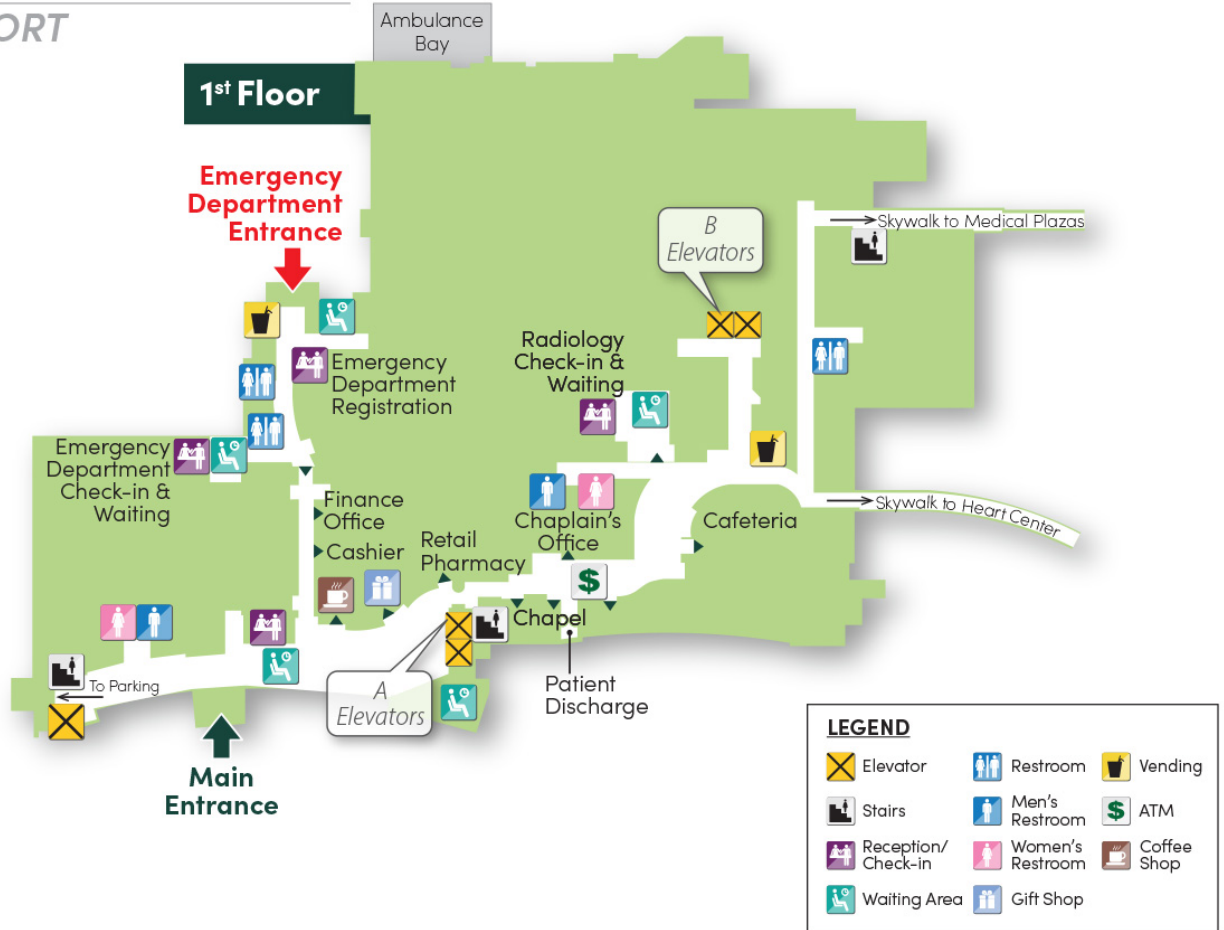 ORT
Ambulance
Bay
1st Floor
Emergency
Department
Entrance
Skywalk to Medical Plazas
B
Elevators
Radiology
Check-in &
Waiting
Emergency
Department
Registration
Emergency
Department
Check-in &
Waiting
Finance
Office
Cashier
Retail
Pharmacy
Chaplain's
Office
Cafeteria
Skywalk to Heart Center
$
Chapel
To Parking
A
Elevators
Patient
Discharge
Main
Entrance
LEGEND
Elevator
Restroom
Vending
Stairs
Men's
Restroom
$ ATM
Reception/
Check-in
Women's
Restroom
Coffee
Shop
Waiting Area
Gift Shop